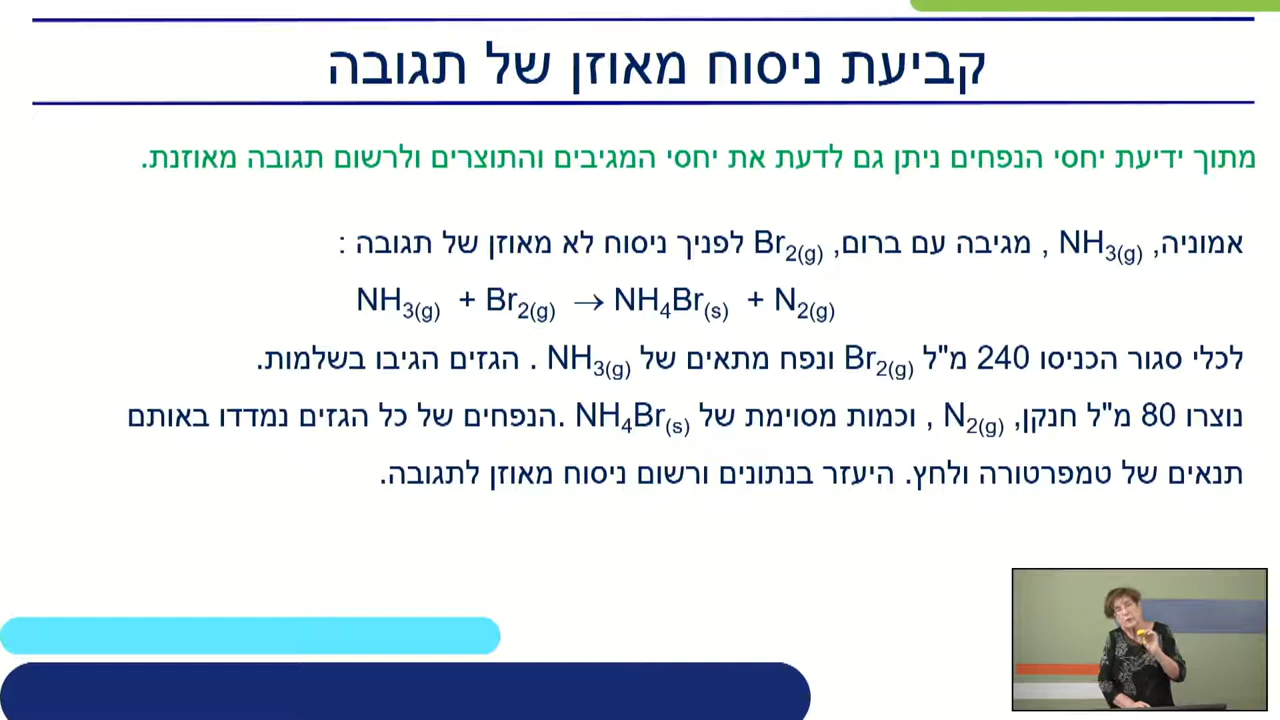 קביעת ניסוח מאוזן של תגובה
מתוך ידיעת יחסי הנפחים ניתן גם לדעת את יחסי המגיבים והתוצרים ולרשום תגובה מאוזנת.
אמוניה, NH3(g) , מגיבה עם ברום, Br2(g) לפניך ניסוח לא מאוזן של תגובה :
NH3(g) + Br2(g) → NH4Br(s) + N2(g)
לכלי סגור הכניסו 240 מ"ל Br2(g) ונפח מתאים של NH3(g) . הגזים הגיבו בשלמות.
נוצרו 80 מ"ל חנקן, N2(g) , וכמות מסוימת של NH4Br(s) .הנפחים של כל הגזים נמדדו באותם
תנאים של טמפרטורה ולחץ. היעזר בנתונים ורשום ניסוח מאוזן לתגובה.